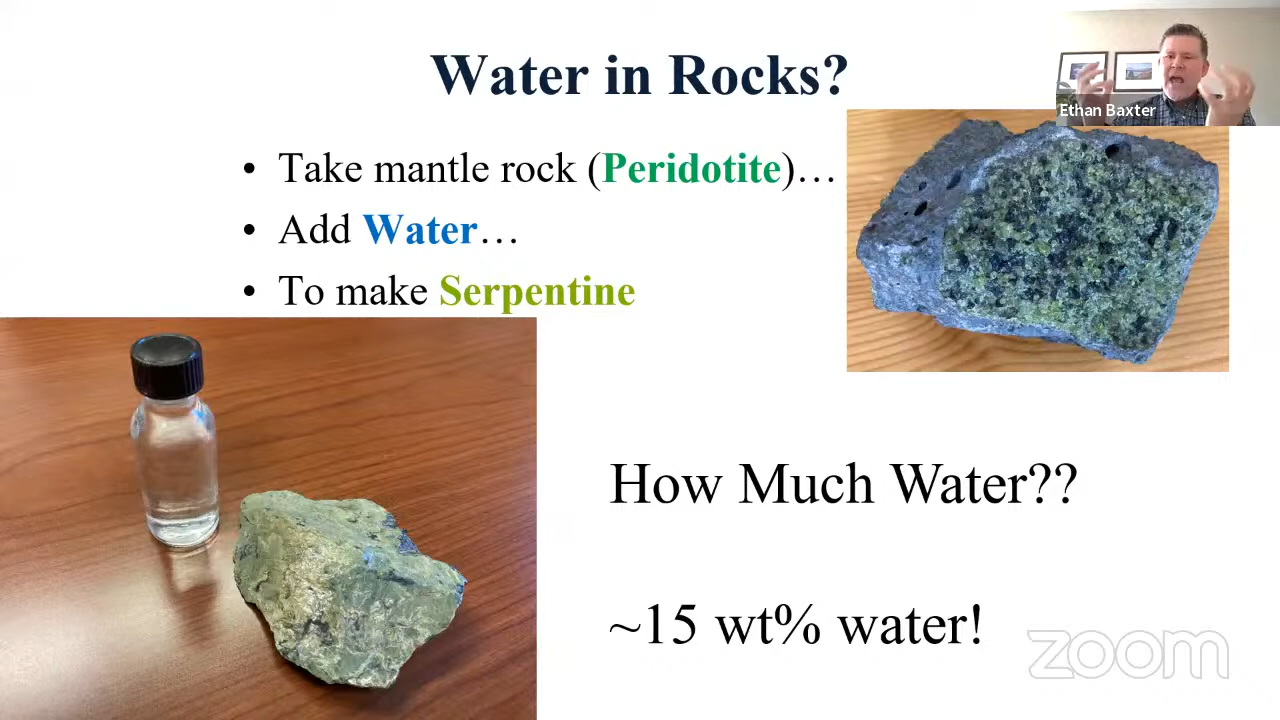 Water in Rocks?
Ethan Baxter
• Take mantle rock (Peridotite)…
• Add Water…
• To make Serpentine
How Much Water??
~15 wt% water!
zoom